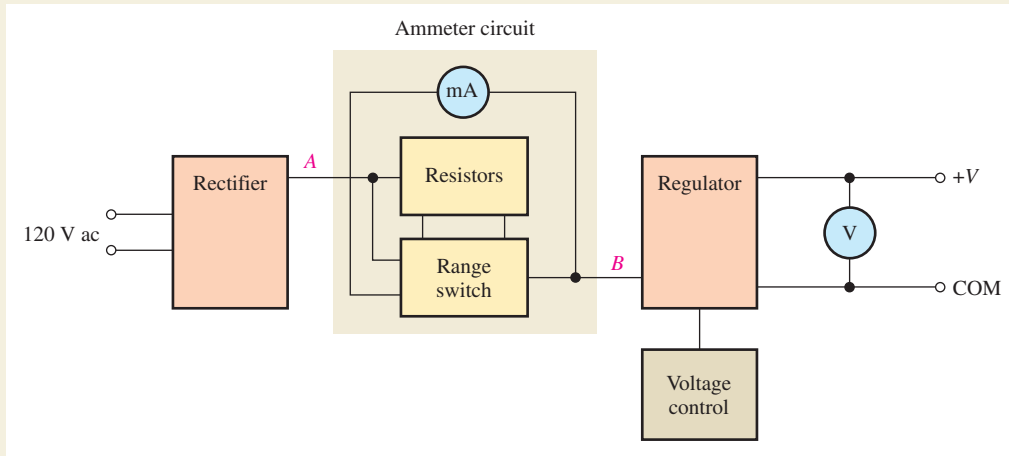 Ammeter circuit
mA
A
Rectifier
Resistors
Regulator
+V
120 V ac
V
Range
switch
B
COM
Voltage
control